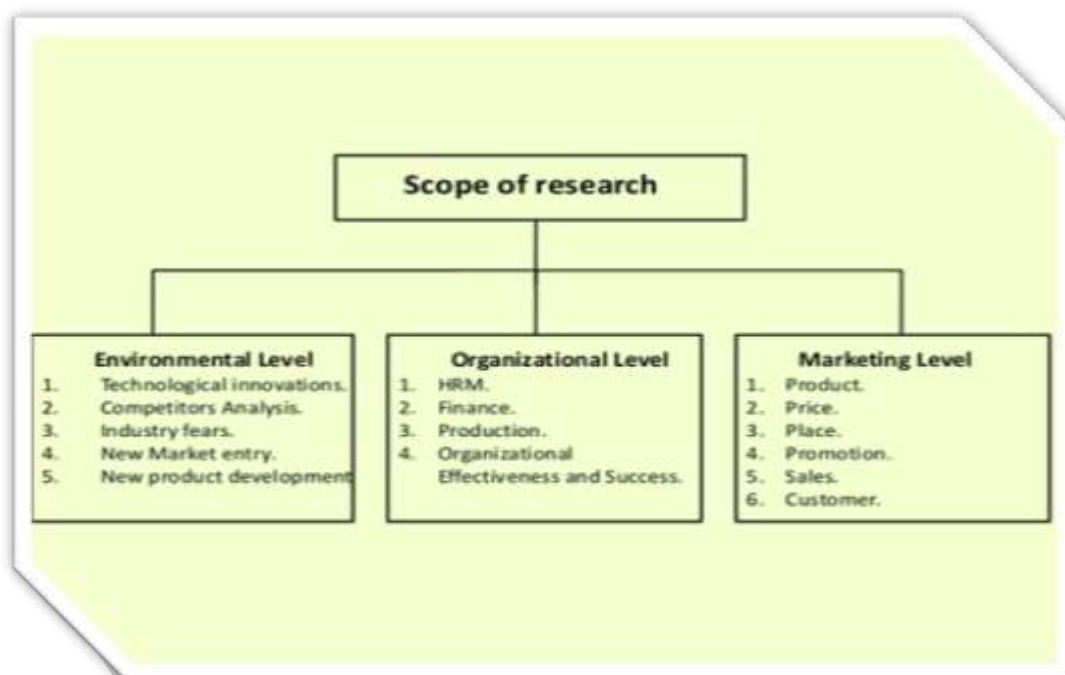 Scope of research
Environmental Level
1. Technological innovations.
2. Competitors Analysis.
3. Industry fears.
4. New Market entry.
5. New product development
Organizational Level
1. HRM.
2. Finance.
3. Production.
4. Organizational
Effectiveness and Success.
Marketing Level
1. Product.
2. Price.
3. Place.
4. Promotion.
5. Sales.
6. Customer.